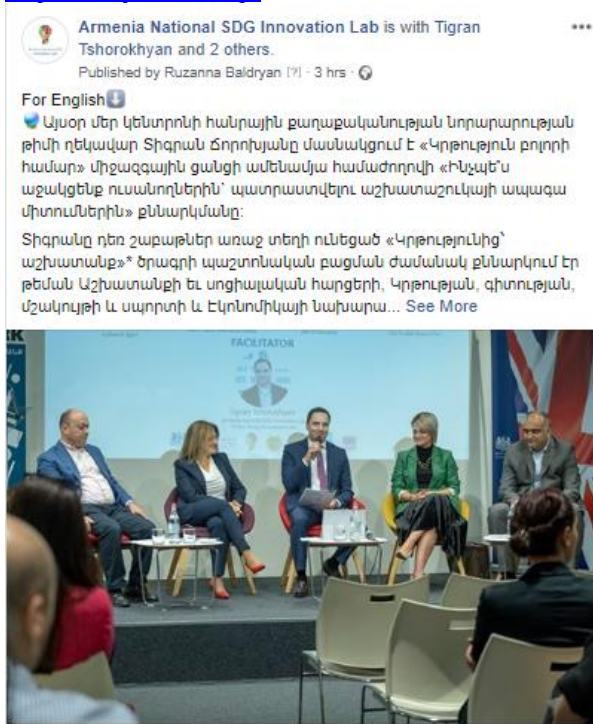 Armenia National SDG Innovation Lab is with Tigran
Tshorokhyan and 2 others.
Published by Ruzanna Baldryan [?] · 3 hrs ·
For English⬇️
Այսօր մեր կենտրոնի հանրային քաղաքականության նորարարության
թիմի ղեկավար Տիգրան Ճորոխյանը մասնակցում է «Կրթություն բոլորի
համար» միջազգային ցանցի ամենամյա համաժողովի «Ինչպե՞ս
աջակցենք ուսանողներին՝ պատրաստվելու աշխատաշուկայի ապագա
միտումներին» քննարկմանը:
Տիգրանը դեռ շաբաթներ առաջ տեղի ունեցած «Կրթությունից՝
աշխատանք»* ծրագրի պաշտոնական բացման ժամանակ քննարկում էր
թեման Աշխատանքի եւ սոցիալական հարցերի, Կրթության, գիտության,
մշակույթի և սպորտի և Էկոնոմիկայի նախարա... See More
FACILITATOR
Tigran Tshorokhyan